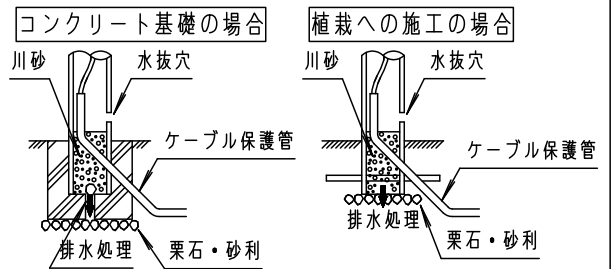 コンクリート基礎の場合
川砂
水抜穴
ケーブル保護管
排水処理
栗石・砂利
植栽への施工の場合
川砂
水抜穴
ケーブル保護管
排水処理
栗石・砂利